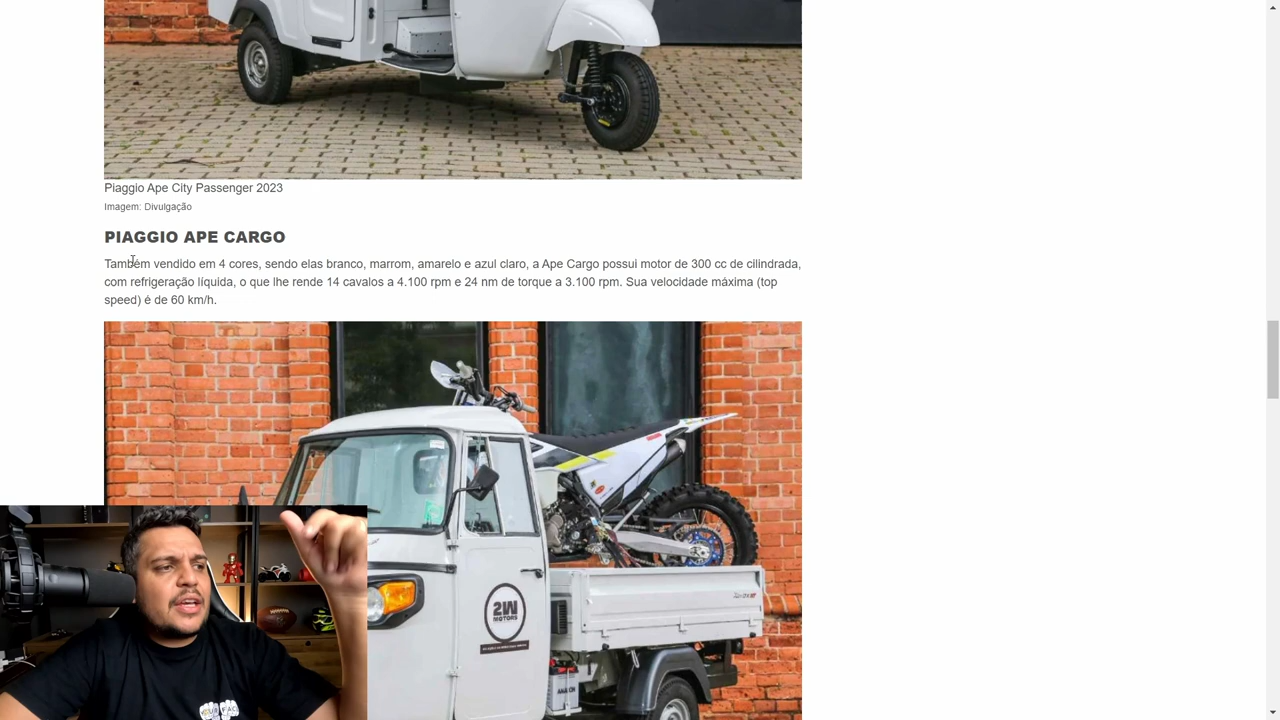 Piaggio Ape City Passenger 2023
Imagem: Divulgação
PIAGGIO APE CARGO
Também vendido em 4 cores, sendo elas branco, marrom, amarelo e azul claro, a Ape Cargo possui motor de 300 cc de cilindrada,
com refrigeração líquida, o que lhe rende 14 cavalos a 4.100 rpm e 24 nm de torque a 3.100 rpm. Sua velocidade máxima (top
speed) é de 60 km/h.
2W
MOTORS